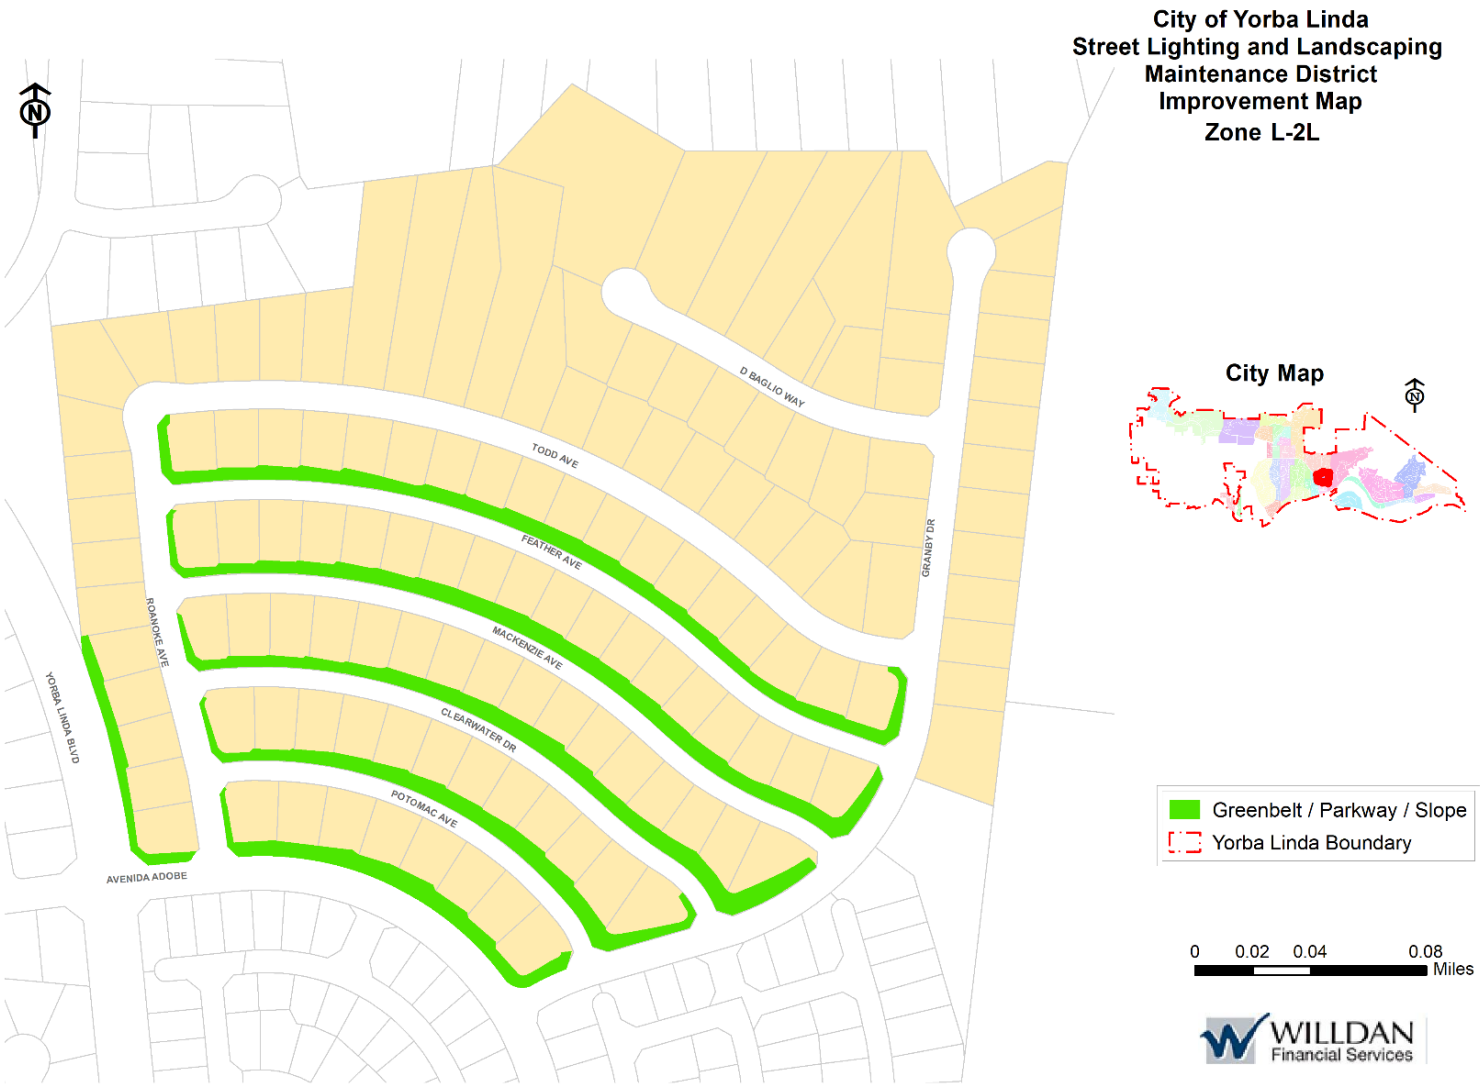 City of Yorba Linda
Street Lighting and Landscaping
Maintenance District
Improvement Map
Zone L-2L
N
D BAGLIO WAY
City Map
N
TODD AVE
GRANBY DR
FEATHER AVE
ROANOKE AVE
MACKENZIE AVE
YORBA LINDA BLVD
CLEARWATER DR
POTOMAC AVE
Greenbelt / Parkway / Slope
Yorba Linda Boundary
AVENIDA ADOBE
0 0.02 0.04 0.08
Miles
W WILLDAN
Financial Services